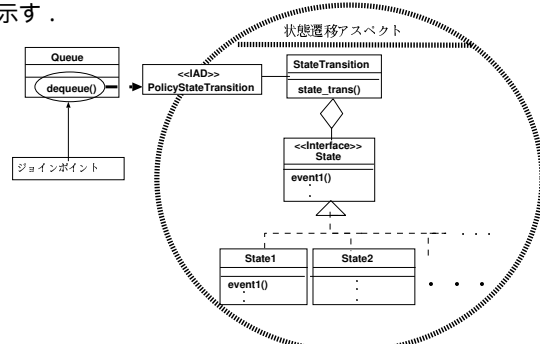 示す．
状態遷移アスペクト
Queue
dequeue()
<<IAD>>
PolicyStateTransition
StateTransition
state_trans()
ジョインポイント
<<Interface>>
State
event1()
State1
State2
event1()